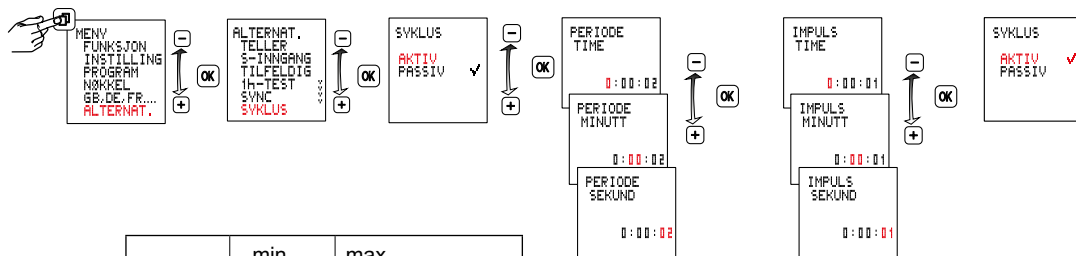 MENY
FUNKSJON
INSTILLING
PROGRAM
NØKKEL
GB,DE,FR....
ALTERNAT.
OK
ALTERNAT.
TELLER
S-INNGANG
TILFELDIG
1h-TEST
SYNC
SYKLUS
OK
SYKLUS
AKTIV
PASSIV
OK
PERIODE
TIME
0:00:02
PERIODE
MINUTT
0:00:02
PERIODE
SEKUND
0:00:02
OK
IMPULS
TIME
0:00:01
IMPULS
MINUTT
0:00:01
IMPULS
SEKUND
0:00:01
OK
SYKLUS
AKTIV
PASSIV
min max